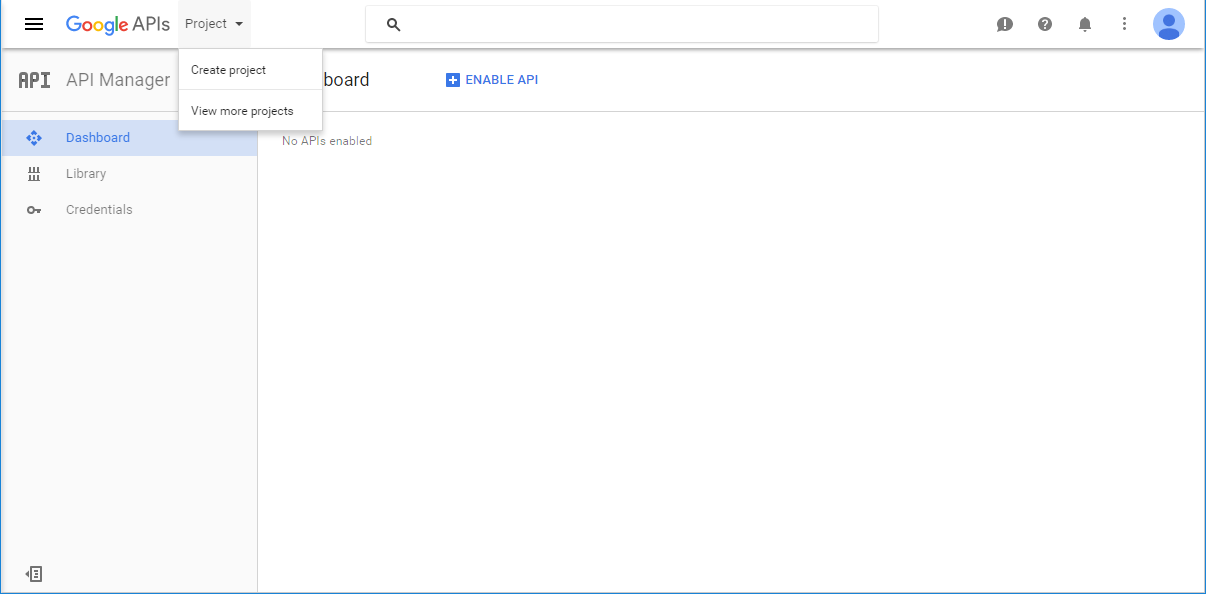 Google APIs
Project
Create project
View more projects
API
API Manager
board
ENABLE API
Dashboard
No APIs enabled
Library
Credentials